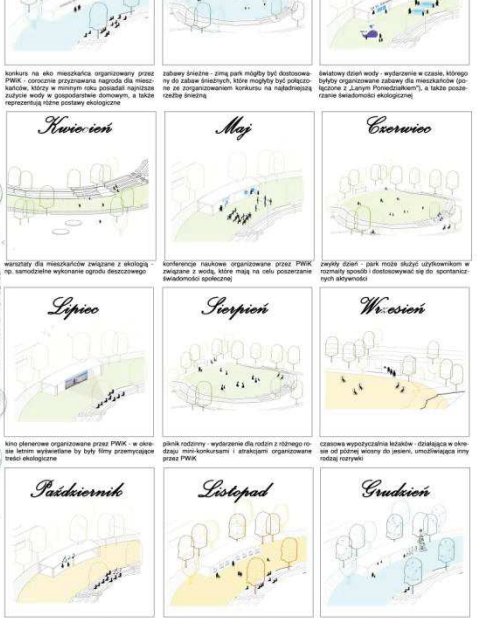 konkurs na eko mieszkańca organizowany przez
PWiK - corocznie przyznawana nagroda dla miesz-
kańców, którzy w mininym roku posiadali najniższe
zużycie wody w gospodarstwie domowym, a także
reprezentują różne postawy ekologiczne
zabawy śnieżne - zimą park mógłby być dostosowa-
ny do zabaw śnieżnych, które mogłyby być połączo-
ne ze zorganizowaniem konkursu na najładniejszą
rzeźbę śnieżną
światowy dzień wody - wydarzenie w czasie, którego
byłyby organizowane zabawy dla mieszkańców (po-
łączone z „Lanym Poniedziałkiem"), a także posze-
rzanie świadomości ekologicznej
Kwiecień
Maj
Czerwiec
warsztaty dla mieszkańców związane z ekologią -
np. samodzielne wykonanie ogrodu deszczowego
konferencje naukowe organizowane przez PWiK
związane z wodą, które mają na celu poszerzanie
świadomości społecznej
zwykły dzień - park może służyć użytkownikom w
rozmaity sposób i dostosowywać się do spontanicz-
nych aktywności
Lipiec
Sierpień
Wrzesień
kino plenerowe organizowane przez PWiK - w okre-
sie letnim wyświetlane by były filmy przemycające
treści ekologiczne
piknik rodzinny - wydarzenie dla rodzin z różnego ro-
dzaju mini-konkursami i atrakcjami organizowane
przez PWiK
czasowa wypożyczalnia leżaków - działająca w okre-
sie od późnej wiosny do jesieni, umożliwiająca inny
rodzaj rozrywki
Październik
Listopad
Grudzień